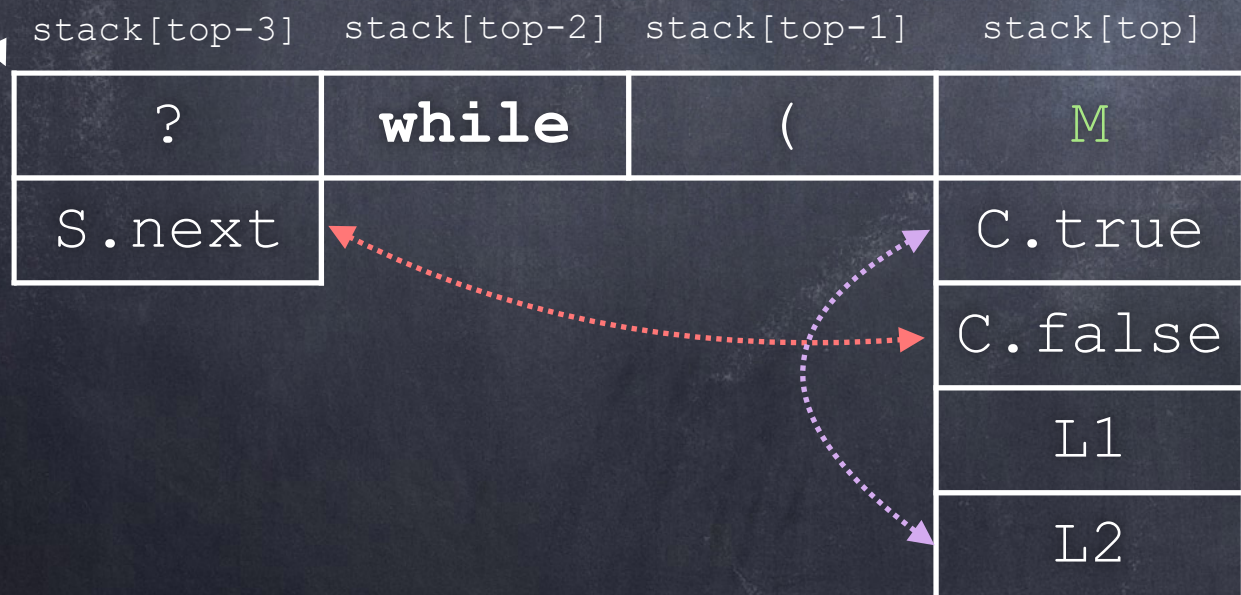 stack[top-3] stack[top-2] stack[top-1] stack[top]
? while ( M
S.next C.true
C.false
L1
L2